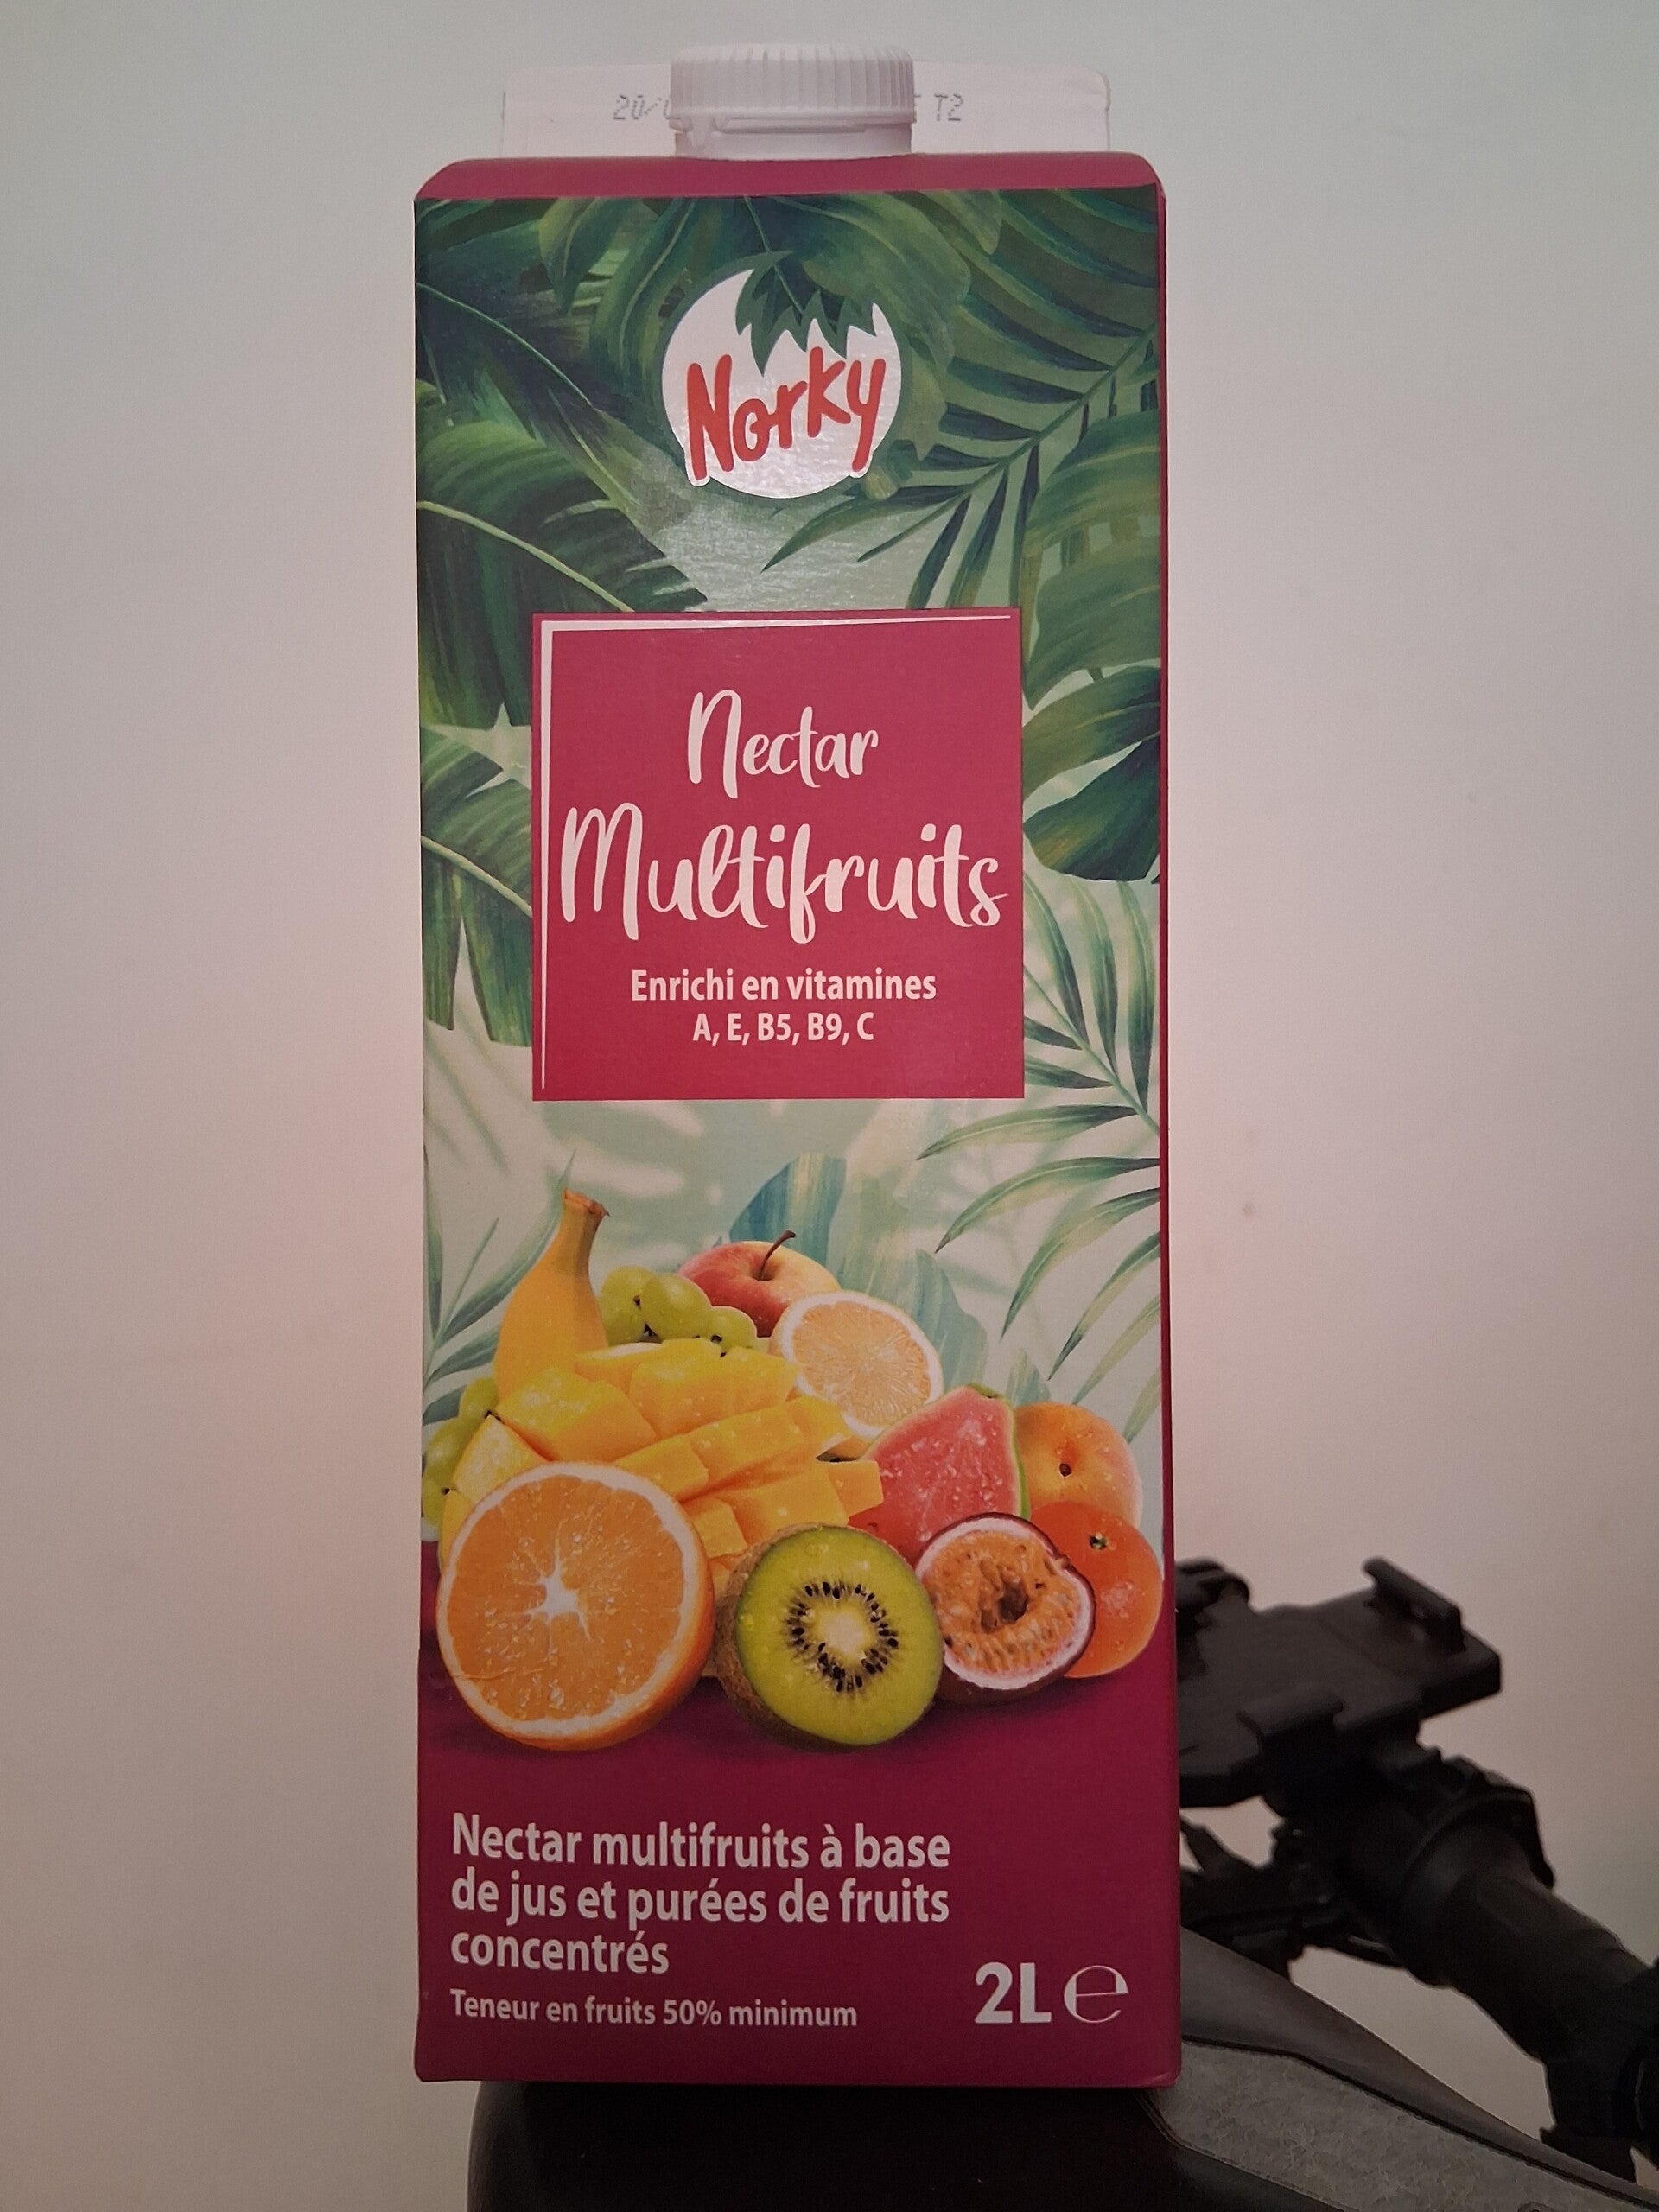 T2
Norky
Nectar
Multifruits
Enrichi en vitamines
A, E, B5, B9, C
Nectar multifruits à base
de jus et purées de fruits
concentrés
Teneur en fruits 50% minimum
2L ℮